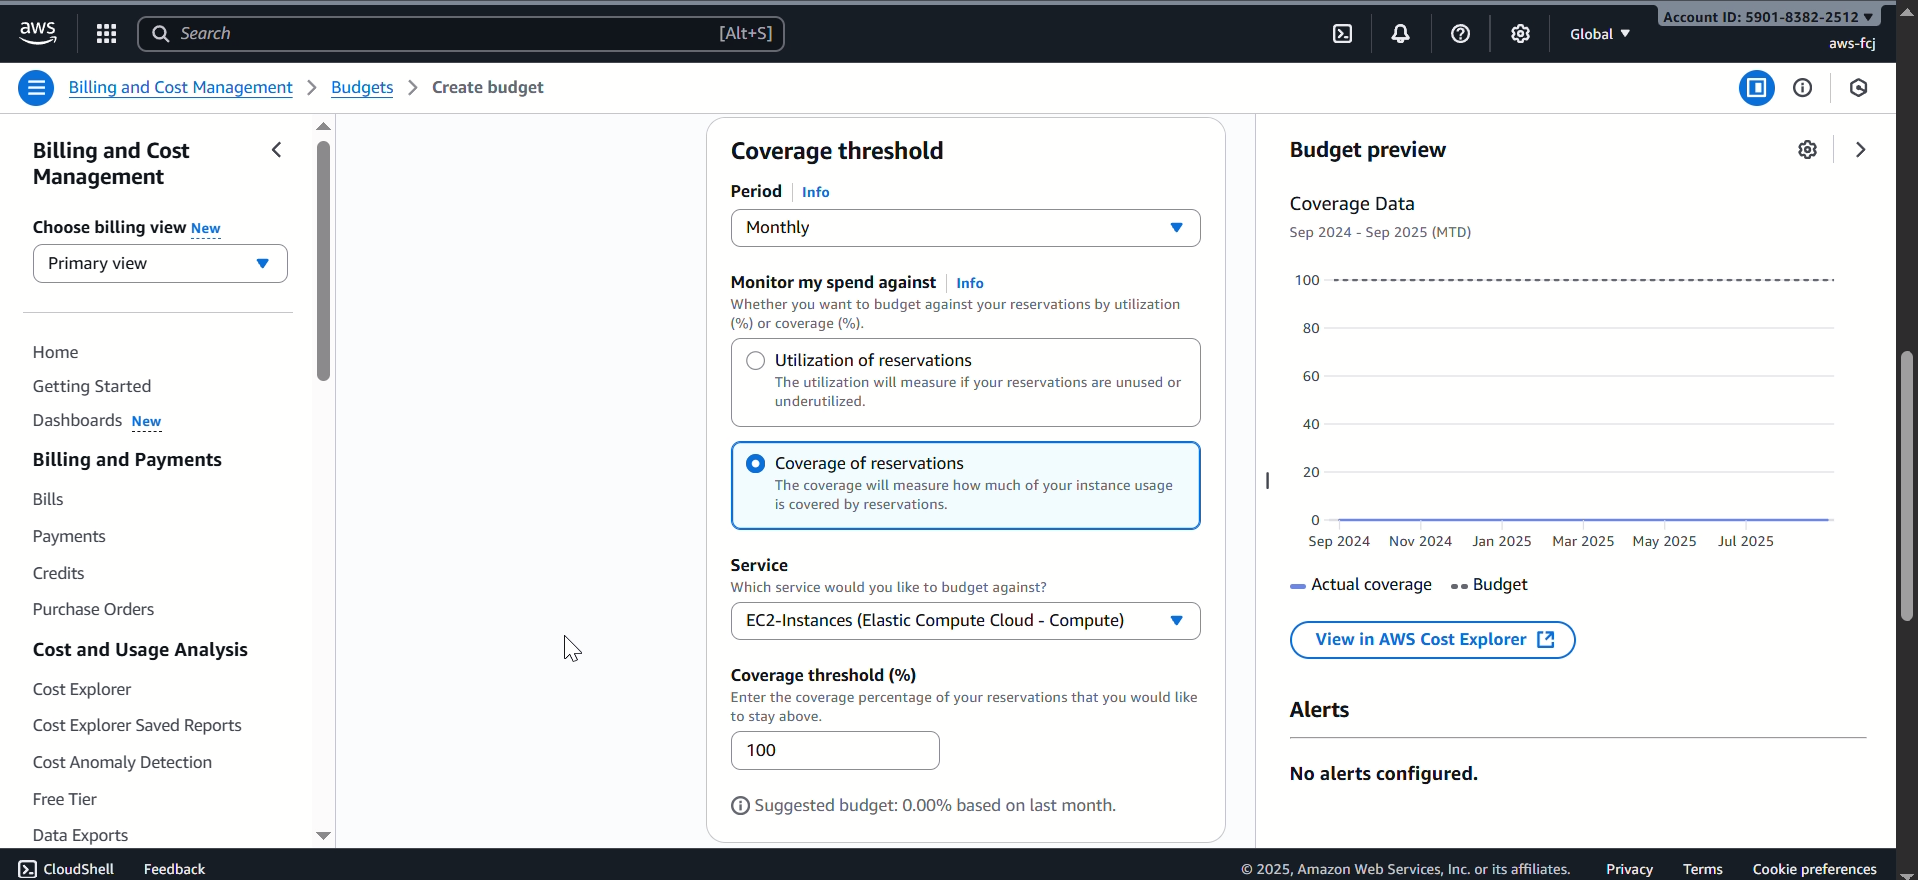 aws
Search
[Alt+S]
Global
Account ID: 5901-8382-2512
aws-fcj
Billing and Cost Management
Budgets
Create budget
Billing and Cost
Management
Choose billing view New
Primary view
Home
Getting Started
Dashboards New
Billing and Payments
Bills
Payments
Credits
Purchase Orders
Cost and Usage Analysis
Cost Explorer
Cost Explorer Saved Reports
Cost Anomaly Detection
Free Tier
Data Exports
Coverage threshold
Period Info
Monthly
Monitor my spend against Info
Whether you want to budget against your reservations by utilization
(%) or coverage (%).
Utilization of reservations
The utilization will measure if your reservations are unused or
underutilized.
Coverage of reservations
The coverage will measure how much of your instance usage
is covered by reservations.
Service
Which service would you like to budget against?
EC2-Instances (Elastic Compute Cloud - Compute)
Coverage threshold (%)
Enter the coverage percentage of your reservations that you would like
to stay above.
100
Suggested budget: 0.00% based on last month.
Budget preview
Coverage Data
Sep 2024 - Sep 2025 (MTD)
100
80
60
40
20
0
Sep 2024 Nov 2024 Jan 2025 Mar 2025 May 2025 Jul 2025
Actual coverage Budget
View in AWS Cost Explorer
Alerts
No alerts configured.
CloudShell Feedback
© 2025, Amazon Web Services, Inc. or its affiliates. Privacy Terms Cookie preferences